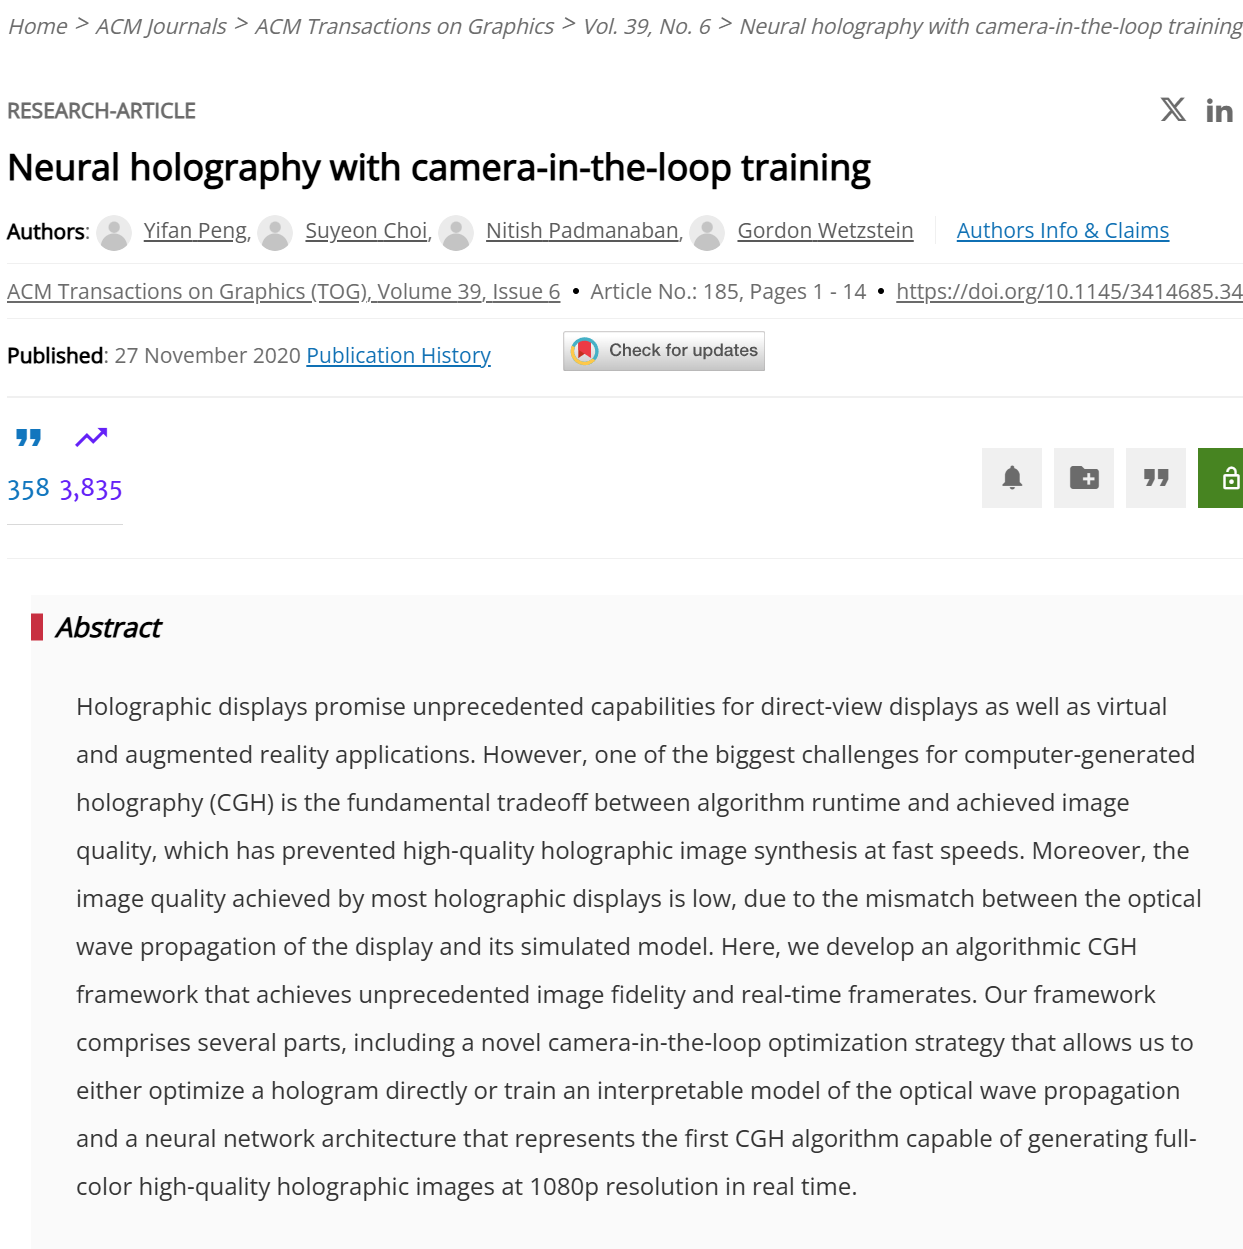 Home > ACM Journals > ACM Transactions on Graphics > Vol. 39, No. 6 > Neural holography with camera-in-the-loop training
RESEARCH-ARTICLE
Neural holography with camera-in-the-loop training
Authors: Yifan Peng, Suyeon Choi, Nitish Padmanaban, Gordon Wetzstein Authors Info & Claims
ACM Transactions on Graphics (TOG), Volume 39, Issue 6 • Article No.: 185, Pages 1 - 14 • https://doi.org/10.1145/3414685.34
Published: 27 November 2020 Publication History Check for updates
358 3,835
Abstract
Holographic displays promise unprecedented capabilities for direct-view displays as well as virtual
and augmented reality applications. However, one of the biggest challenges for computer-generated
holography (CGH) is the fundamental tradeoff between algorithm runtime and achieved image
quality, which has prevented high-quality holographic image synthesis at fast speeds. Moreover, the
image quality achieved by most holographic displays is low, due to the mismatch between the optical
wave propagation of the display and its simulated model. Here, we develop an algorithmic CGH
framework that achieves unprecedented image fidelity and real-time framerates. Our framework
comprises several parts, including a novel camera-in-the-loop optimization strategy that allows us to
either optimize a hologram directly or train an interpretable model of the optical wave propagation
and a neural network architecture that represents the first CGH algorithm capable of generating full-
color high-quality holographic images at 1080p resolution in real time.